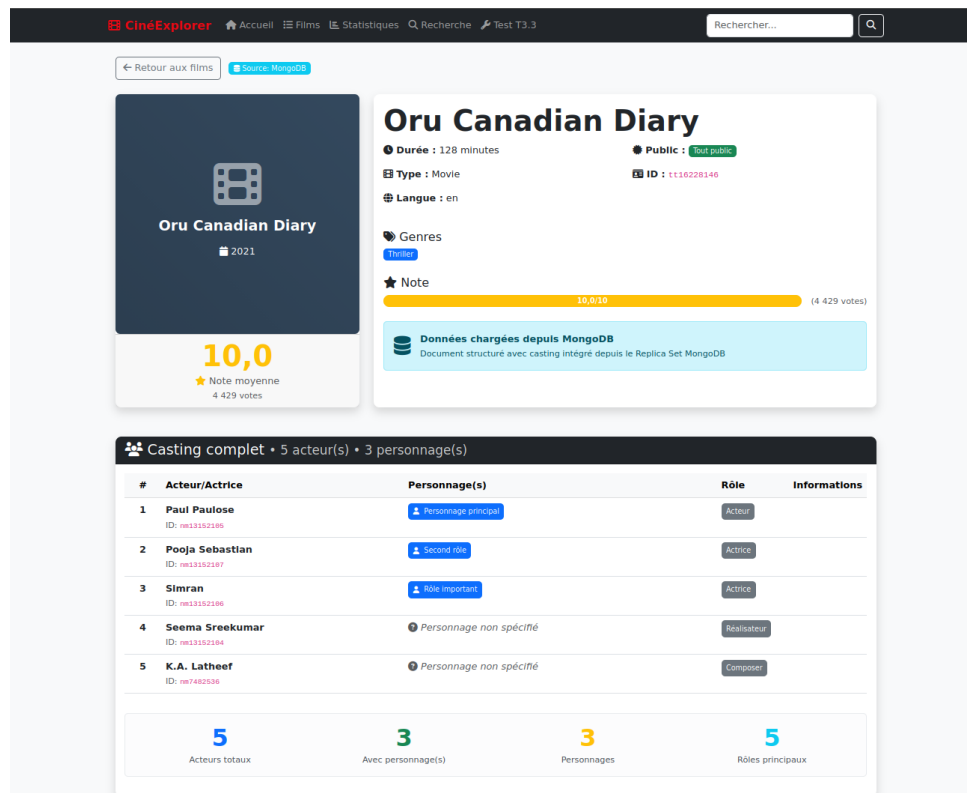 CinéExplorer Accueil Films Statistiques Recherche Test T3.3 Rechercher...
← Retour aux films Source: MongoDB
Oru Canadian Diary
2021
10,0
Note moyenne
4 429 votes
Oru Canadian Diary
Durée : 128 minutes Public : Tout public
Type : Movie ID : tt16228146
Langue : en
Genres
Thriller
Note
10,0/10 (4 429 votes)
Données chargées depuis MongoDB
Document structuré avec casting intégré depuis le Replica Set MongoDB
Casting complet • 5 acteur(s) • 3 personnage(s)
# Acteur/Actrice Personnage(s) Rôle Informations
1 Paul Paulose Personnage principal Acteur
ID: nm13152105
2 Pooja Sebastian Second rôle Actrice
ID: nm13152107
3 Simran Rôle important Actrice
ID: nm13152106
4 Seema Sreekumar Personnage non spécifié Réalisateur
ID: nm13152104
5 K.A. Latheef Personnage non spécifié Composer
ID: nm7402536
5 3 3 5
Acteurs totaux Avec personnage(s) Personnages Rôles principaux